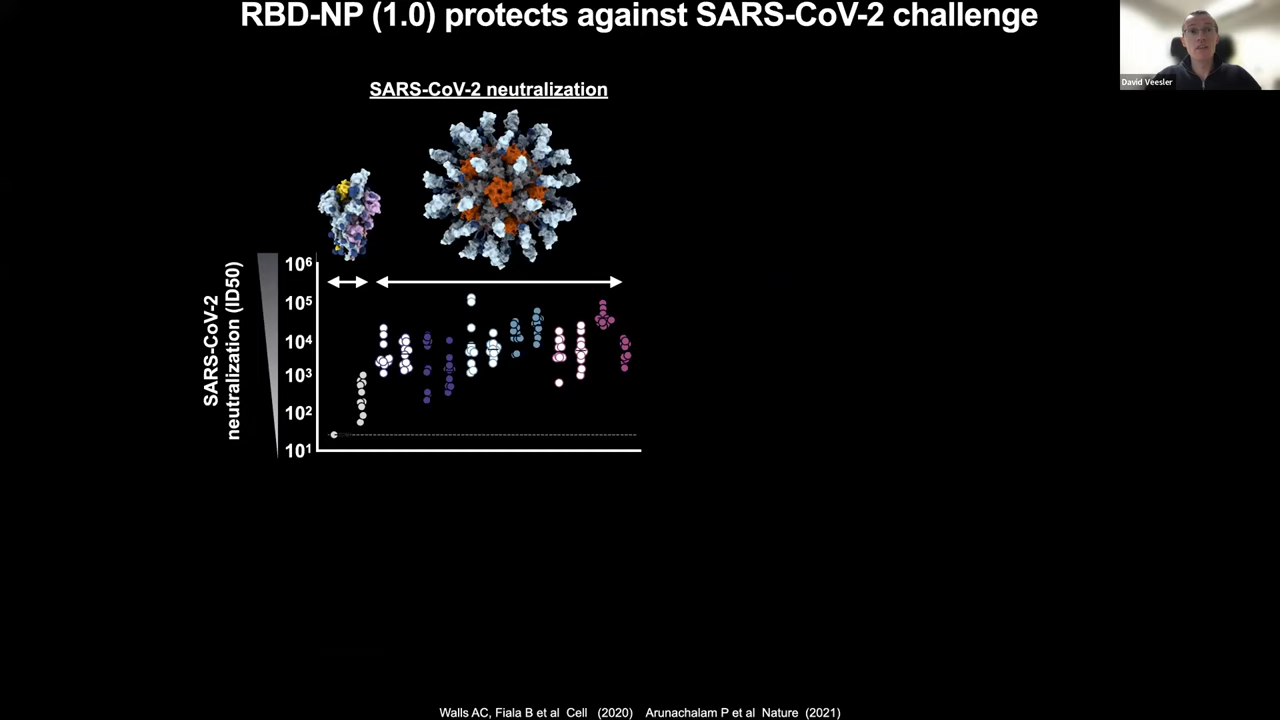 RBD-NP (1.0) protects against SARS-CoV-2 challenge
David Veesler
SARS-CoV-2 neutralization
SARS-CoV-2
neutralization (ID50)
10⁶
10⁵
10⁴
10³
10²
10¹
Walls AC, Fiala B et al Cell (2020) Arunachalam P et al Nature (2021)